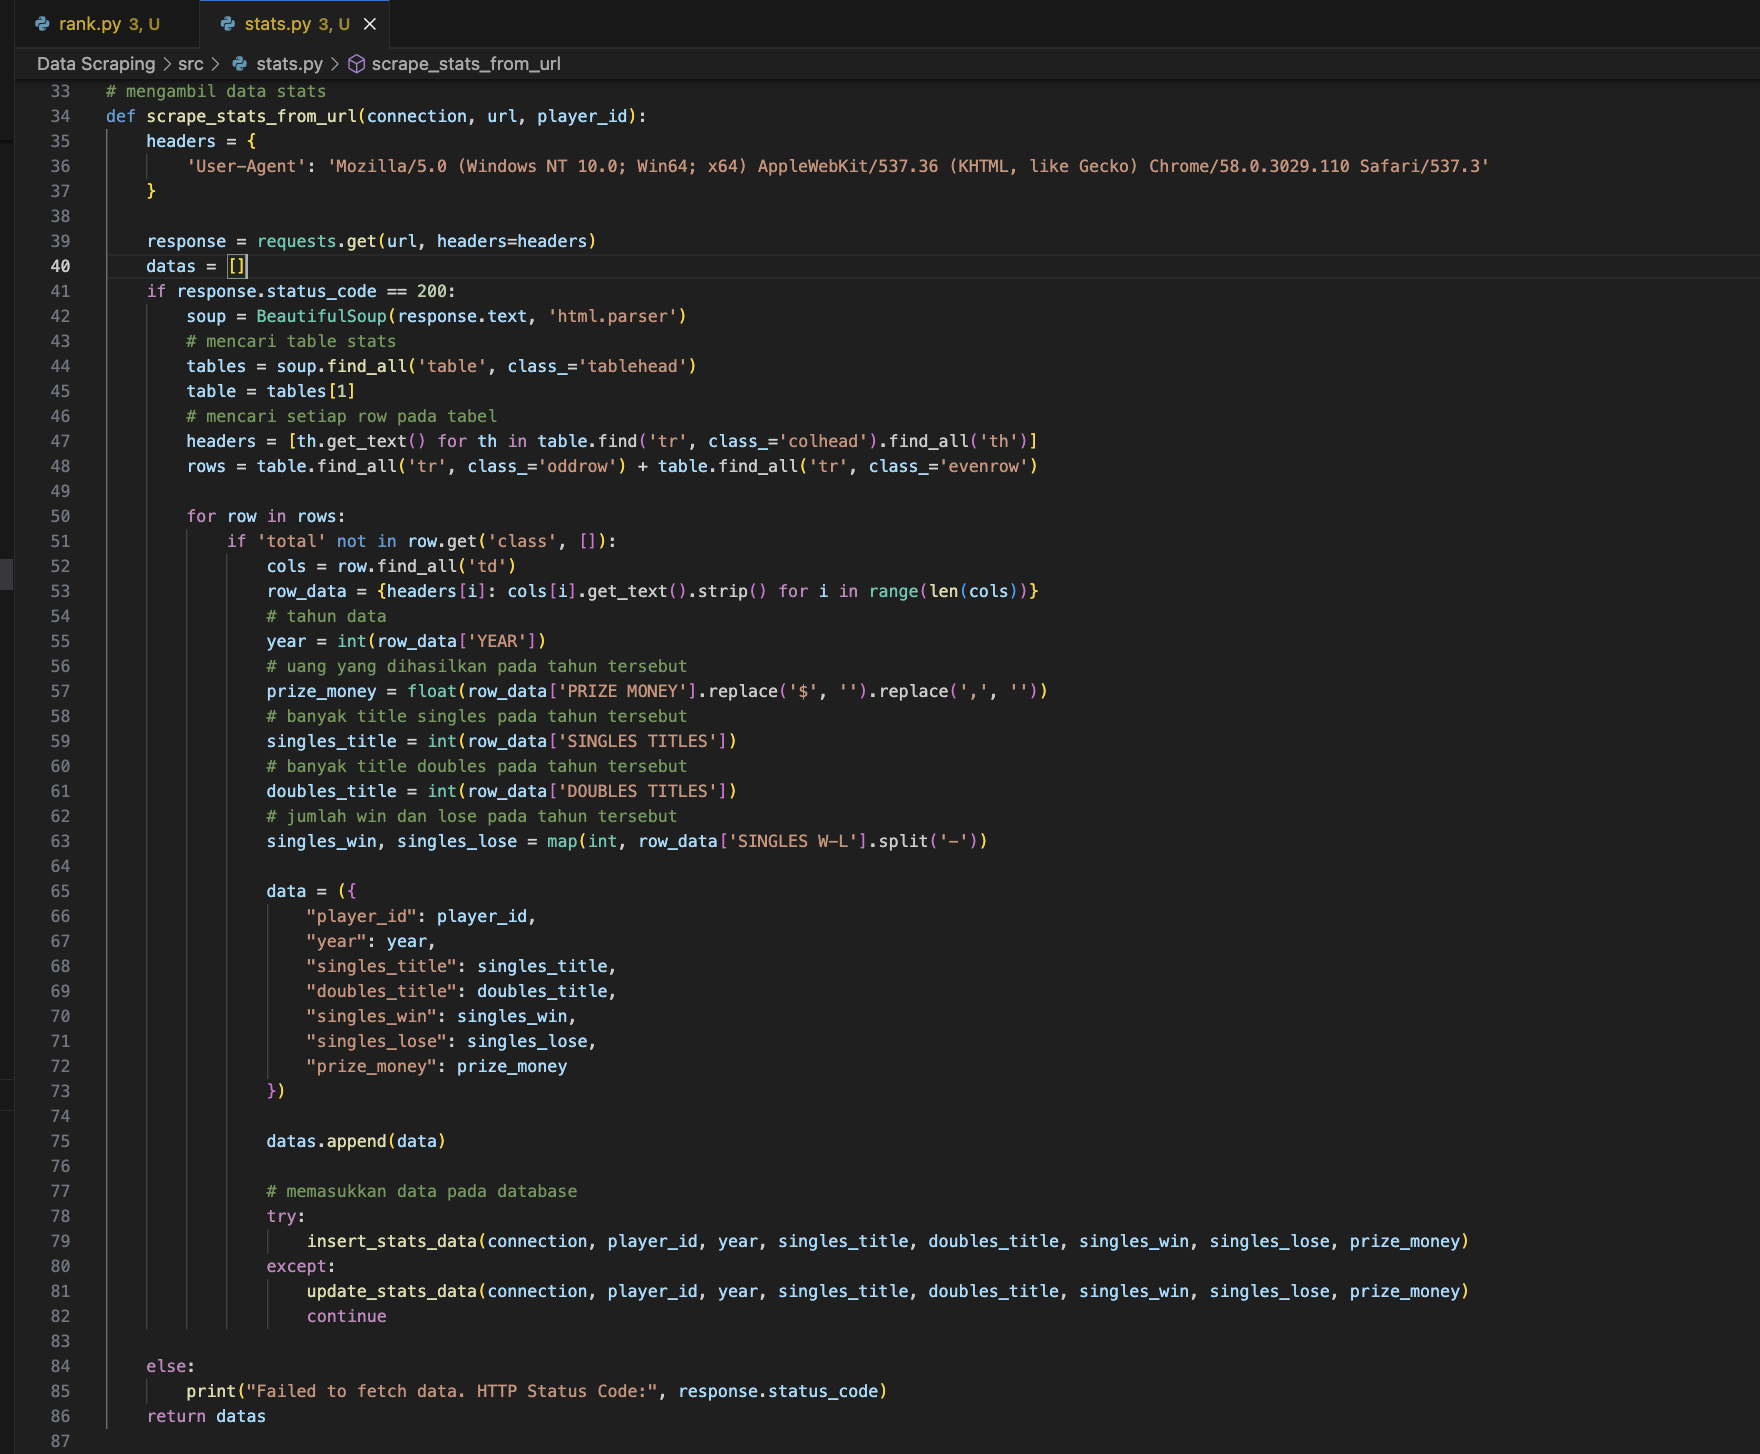 rank.py 3, U
stats.py 3, U
Data Scraping > src > stats.py > scrape_stats_from_url
33 # mengambil data stats
34 def scrape_stats_from_url(connection, url, player_id):
35     headers = {
36         'User-Agent': 'Mozilla/5.0 (Windows NT 10.0; Win64; x64) AppleWebKit/537.36 (KHTML, like Gecko) Chrome/58.0.3029.110 Safari/537.3'
37     }
38
39     response = requests.get(url, headers=headers)
40     datas = []
41     if response.status_code == 200:
42         soup = BeautifulSoup(response.text, 'html.parser')
43         # mencari table stats
44         tables = soup.find_all('table', class_='tablehead')
45         table = tables[1]
46         # mencari setiap row pada tabel
47         headers = [th.get_text() for th in table.find('tr', class_='colhead').find_all('th')]
48         rows = table.find_all('tr', class_='oddrow') + table.find_all('tr', class_='evenrow')
49
50         for row in rows:
51             if 'total' not in row.get('class', []):
52                 cols = row.find_all('td')
53                 row_data = {headers[i]: cols[i].get_text().strip() for i in range(len(cols))}
54                 # tahun data
55                 year = int(row_data['YEAR'])
56                 # uang yang dihasilkan pada tahun tersebut
57                 prize_money = float(row_data['PRIZE MONEY'].replace('$', '').replace(',', ''))
58                 # banyak title singles pada tahun tersebut
59                 singles_title = int(row_data['SINGLES TITLES'])
60                 # banyak title doubles pada tahun tersebut
61                 doubles_title = int(row_data['DOUBLES TITLES'])
62                 # jumlah win dan lose pada tahun tersebut
63                 singles_win, singles_lose = map(int, row_data['SINGLES W-L'].split('-'))
64
65                 data = ({
66                     "player_id": player_id,
67                     "year": year,
68                     "singles_title": singles_title,
69                     "doubles_title": doubles_title,
70                     "singles_win": singles_win,
71                     "singles_lose": singles_lose,
72                     "prize_money": prize_money
73                 })
74
75                 datas.append(data)
76
77                 # memasukkan data pada database
78                 try:
79                     insert_stats_data(connection, player_id, year, singles_title, doubles_title, singles_win, singles_lose, prize_money)
80                 except:
81                     update_stats_data(connection, player_id, year, singles_title, doubles_title, singles_win, singles_lose, prize_money)
82                     continue
83
84     else:
85         print("Failed to fetch data. HTTP Status Code:", response.status_code)
86     return datas
87